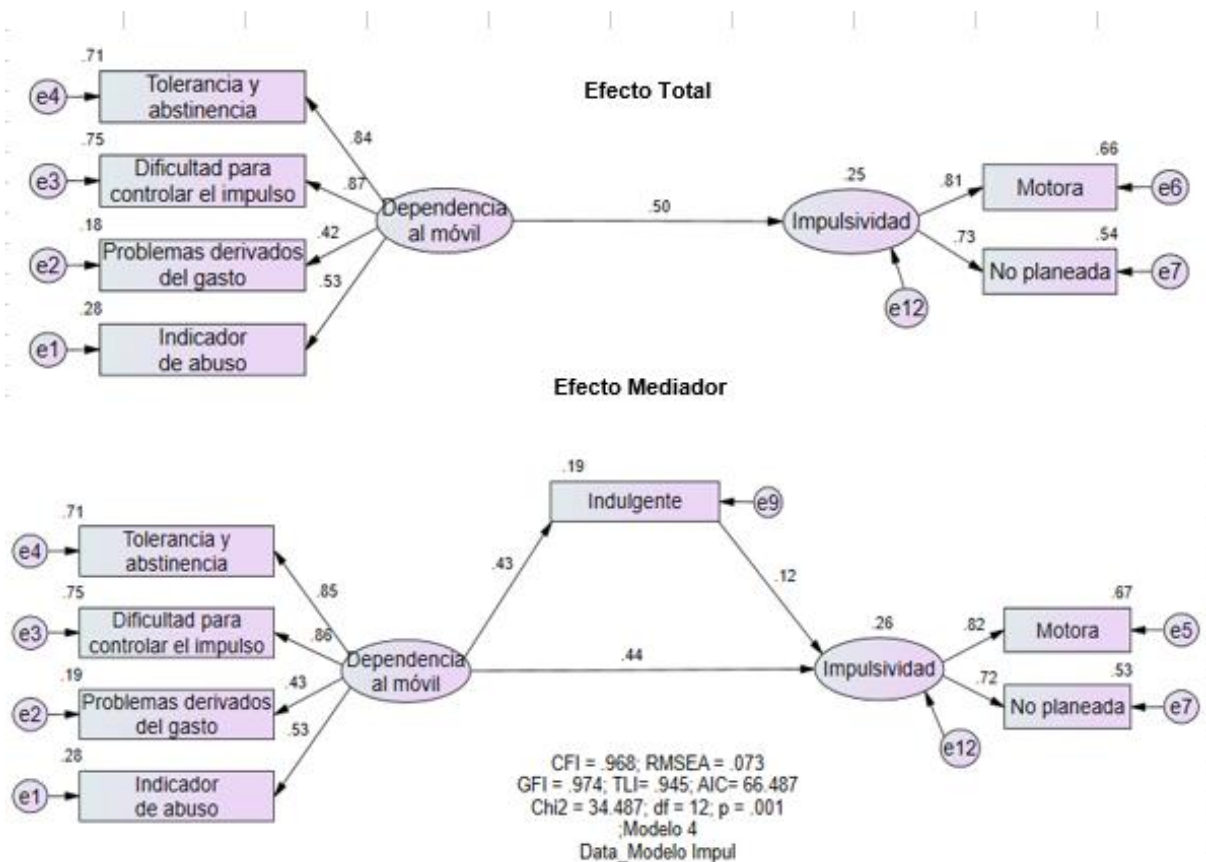 Efecto Total
.71
e4
Tolerancia y
abstinencia
.84
.75
e3
Dificultad para
controlar el impulso
.87
.18
e2
Problemas derivados
del gasto
.42
.28
e1
Indicador
de abuso
.53
Dependencia
al móvil
.50
.25
Impulsividad
e12
.81
.66
Motora
e6
.73
.54
No planeada
e7
Efecto Mediador
.19
Indulgente
e9
.71
e4
Tolerancia y
abstinencia
.85
.75
e3
Dificultad para
controlar el impulso
.86
.19
e2
Problemas derivados
del gasto
.43
.28
e1
Indicador
de abuso
.53
Dependencia
al móvil
.43
.12
.44
.26
Impulsividad
e12
.82
.67
Motora
e5
.72
.53
No planeada
e7
CFI = .968; RMSEA = .073
GFI = .974; TLI= .945; AIC= 66.487
Chi2 = 34.487; df = 12; p = .001
;Modelo 4
Data_Modelo Impul